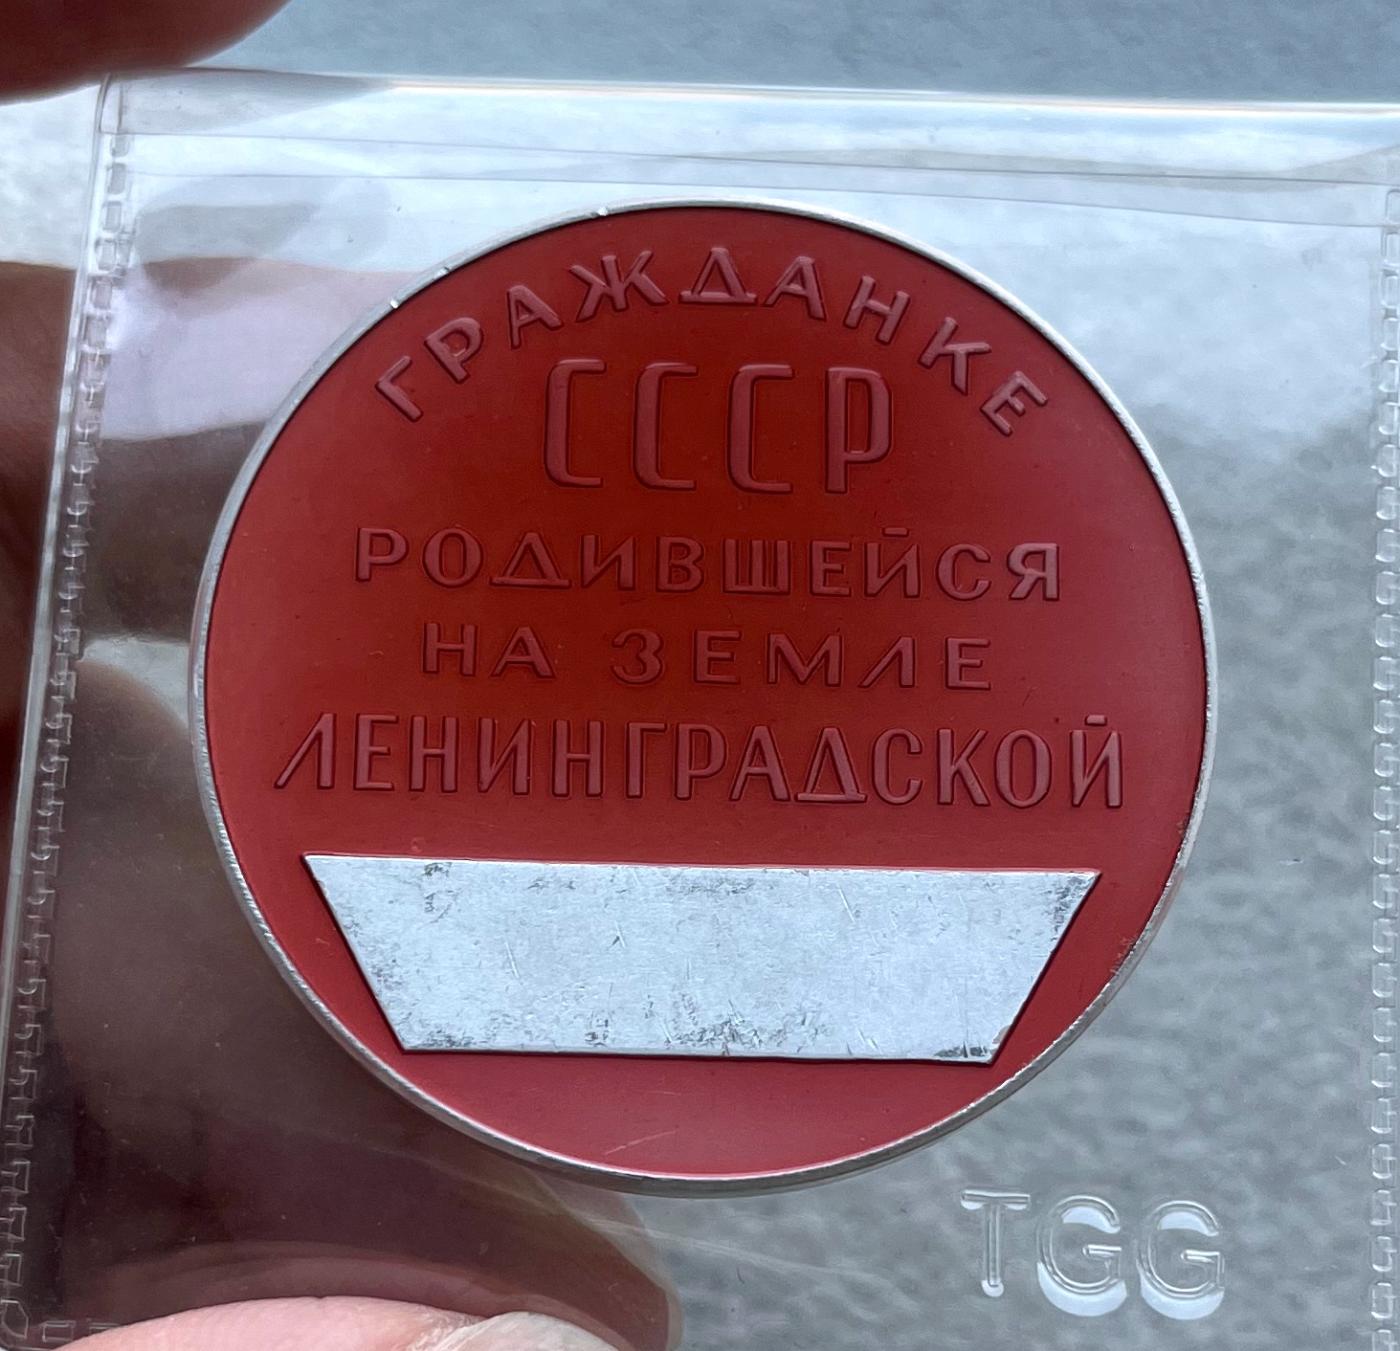 ГРАЖДАНКЕ
СССР
РОДИВШЕЙСЯ
НА ЗЕМЛЕ
ЛЕНИНГРАДСКОЙ
TGG